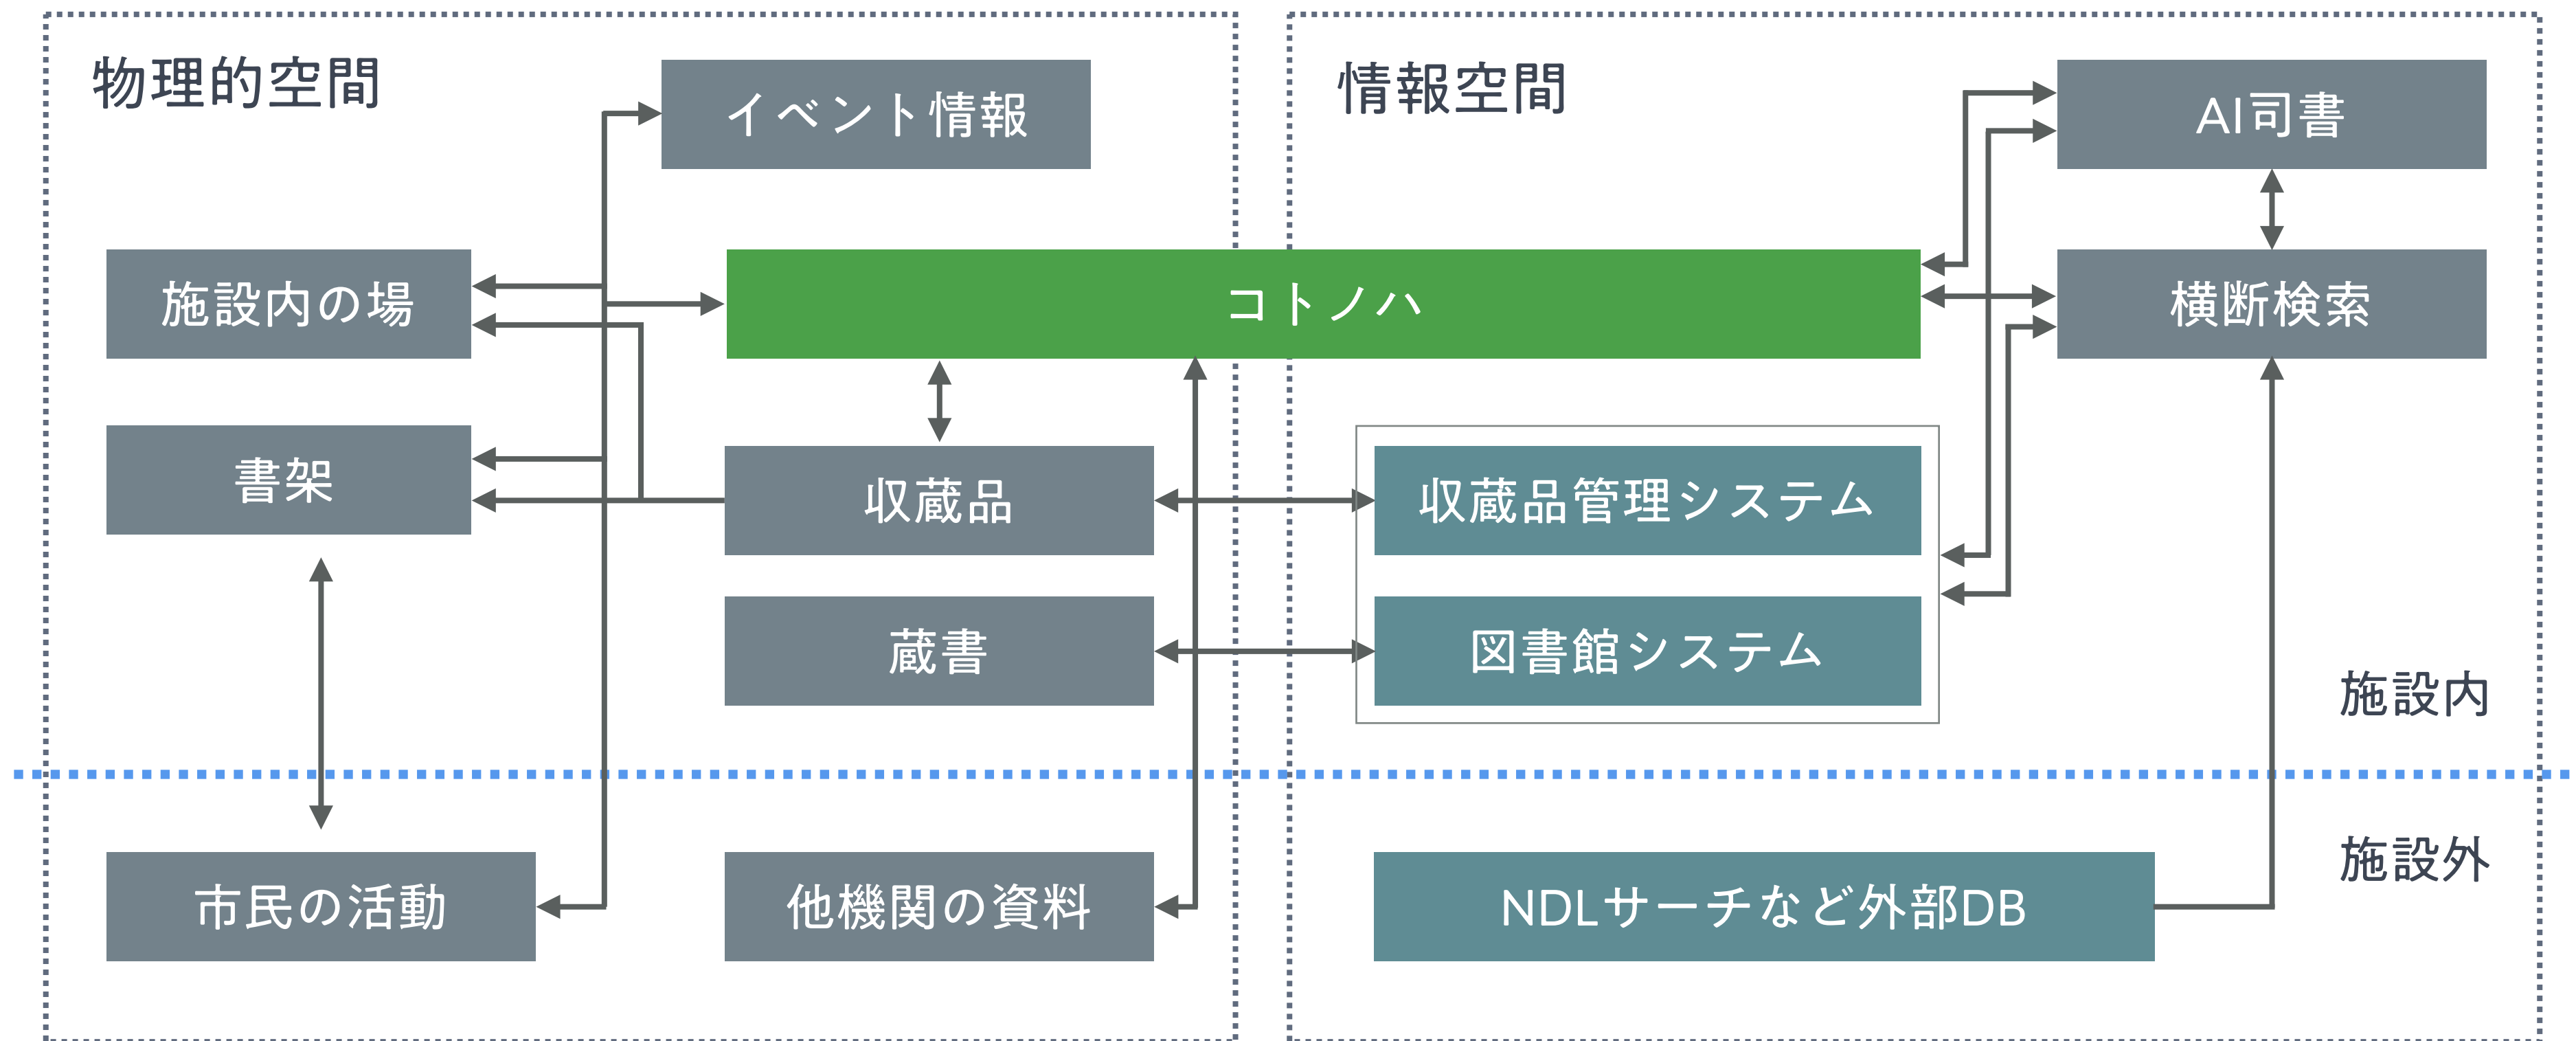 物理的空間
イベント情報
情報空間
AI司書
施設内の場
コトノハ
横断検索
書架
収蔵品
収蔵品管理システム
蔵書
図書館システム
施設内
施設外
市民の活動
他機関の資料
NDLサーチなど外部DB